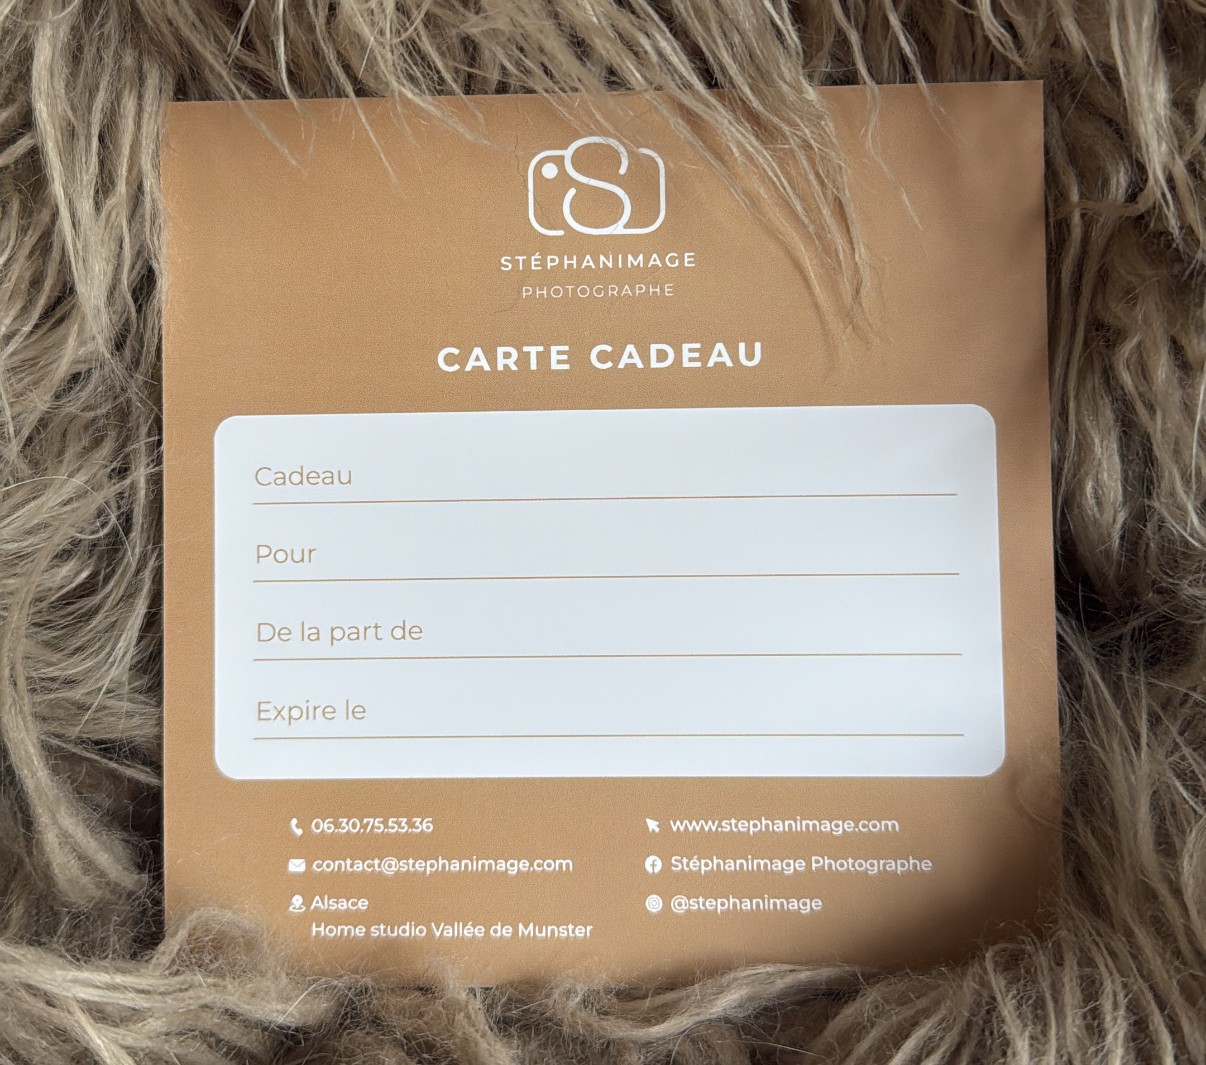 STÉPHANIMAGE
PHOTOGRAPHE
CARTE CADEAU
Cadeau
Pour
De la part de
Expire le
06.30.75.53.36
contact@stephanimage.com
Alsace
Home studio Vallée de Munster
www.stephanimage.com
Stéphanimage Photographe
@stephanimage